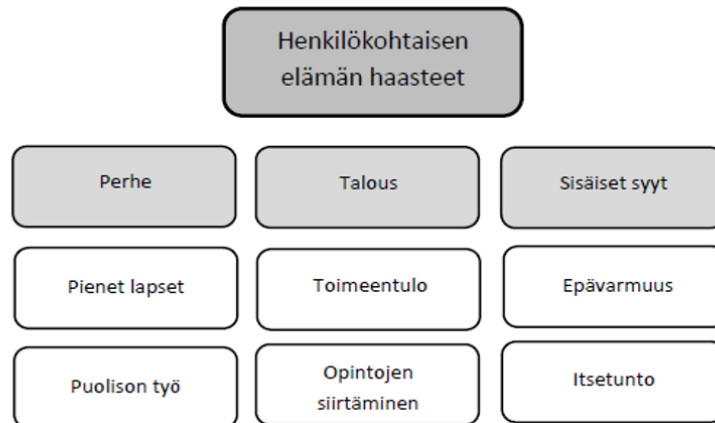 Henkilökohtaisen
elämän haasteet
Perhe
Talous
Sisäiset syyt
Pienet lapset
Toimeentulo
Epävarmuus
Puolison työ
Opintojen
siirtäminen
Itsetunto